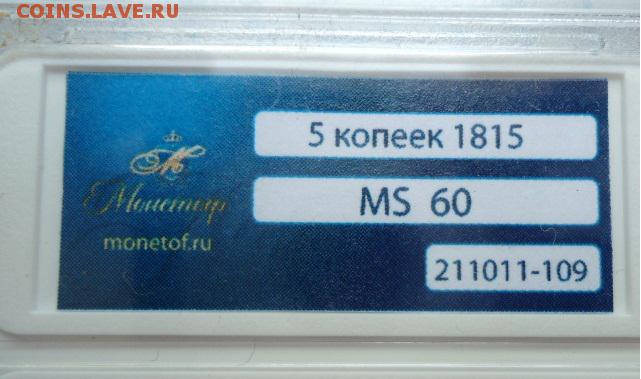 COINS.LAVE.RU
5 копеек 1815
Монетоф
MS 60
monetof.ru
211011-109